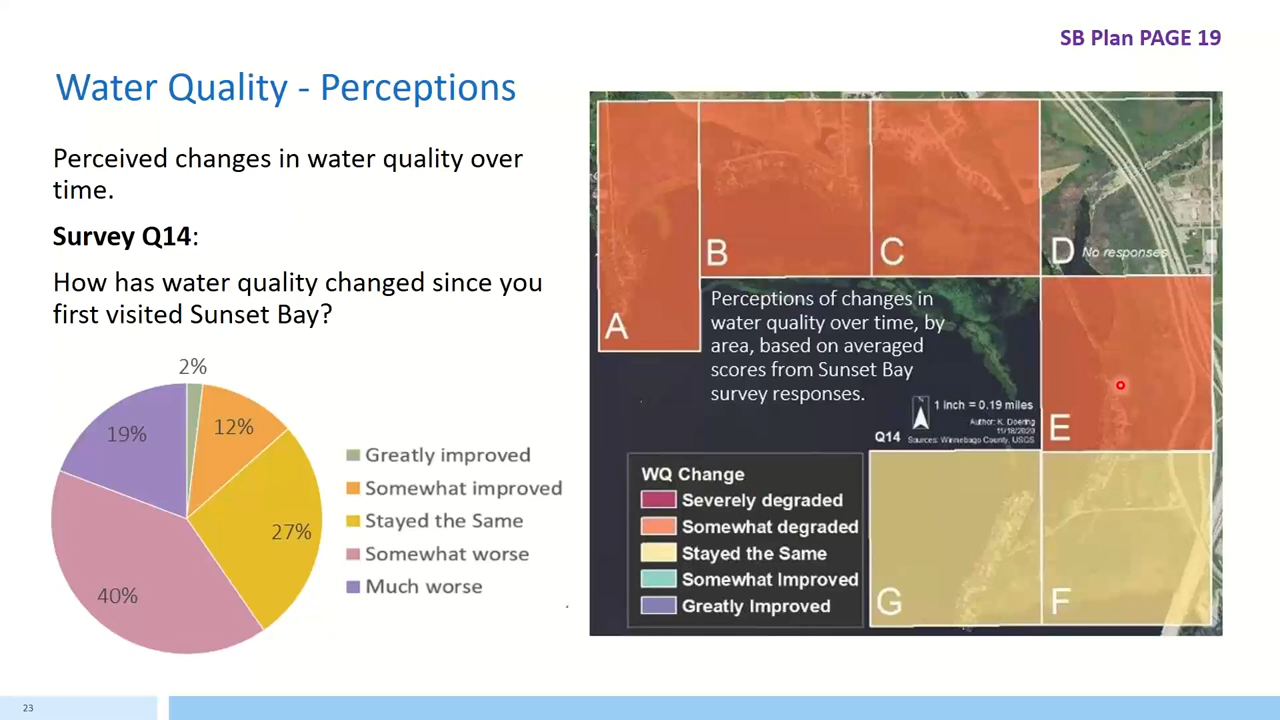 SB Plan PAGE 19
Water Quality - Perceptions
Perceived changes in water quality over
time.
Survey Q14:
How has water quality changed since you
first visited Sunset Bay?
2%
12%
19%
27%
40%
Greatly improved
Somewhat improved
Stayed the Same
Somewhat worse
Much worse
A
B
C
D
No responses
Perceptions of changes in
water quality over time, by
area, based on averaged
scores from Sunset Bay
survey responses.
N
1 inch = 0.19 miles
Author: K. Doering
11/18/2020
Q14
Sources: Winnebago County, USGS
E
WQ Change
Severely degraded
Somewhat degraded
Stayed the Same
Somewhat Improved
Greatly Improved
G
F
23